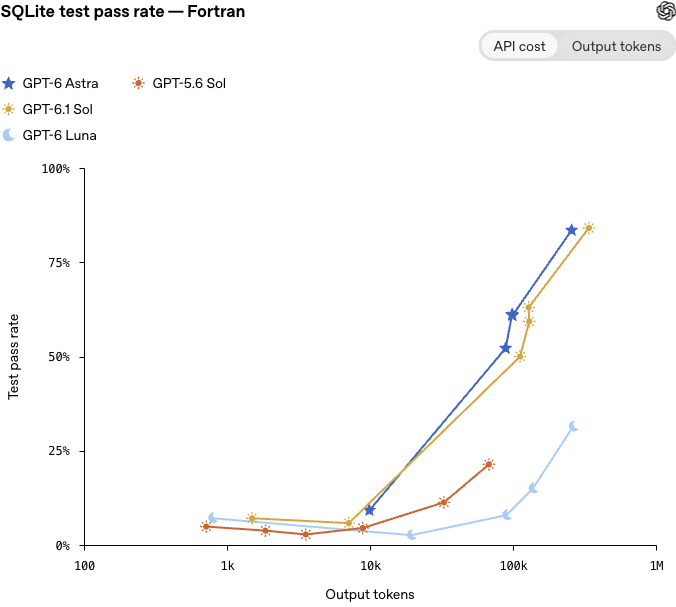 SQLite test pass rate — Fortran
API cost
Output tokens
GPT-6 Astra
GPT-5.6 Sol
GPT-6.1 Sol
GPT-6 Luna
100%
75%
50%
25%
0%
Test pass rate
100
1k
10k
100k
1M
Output tokens